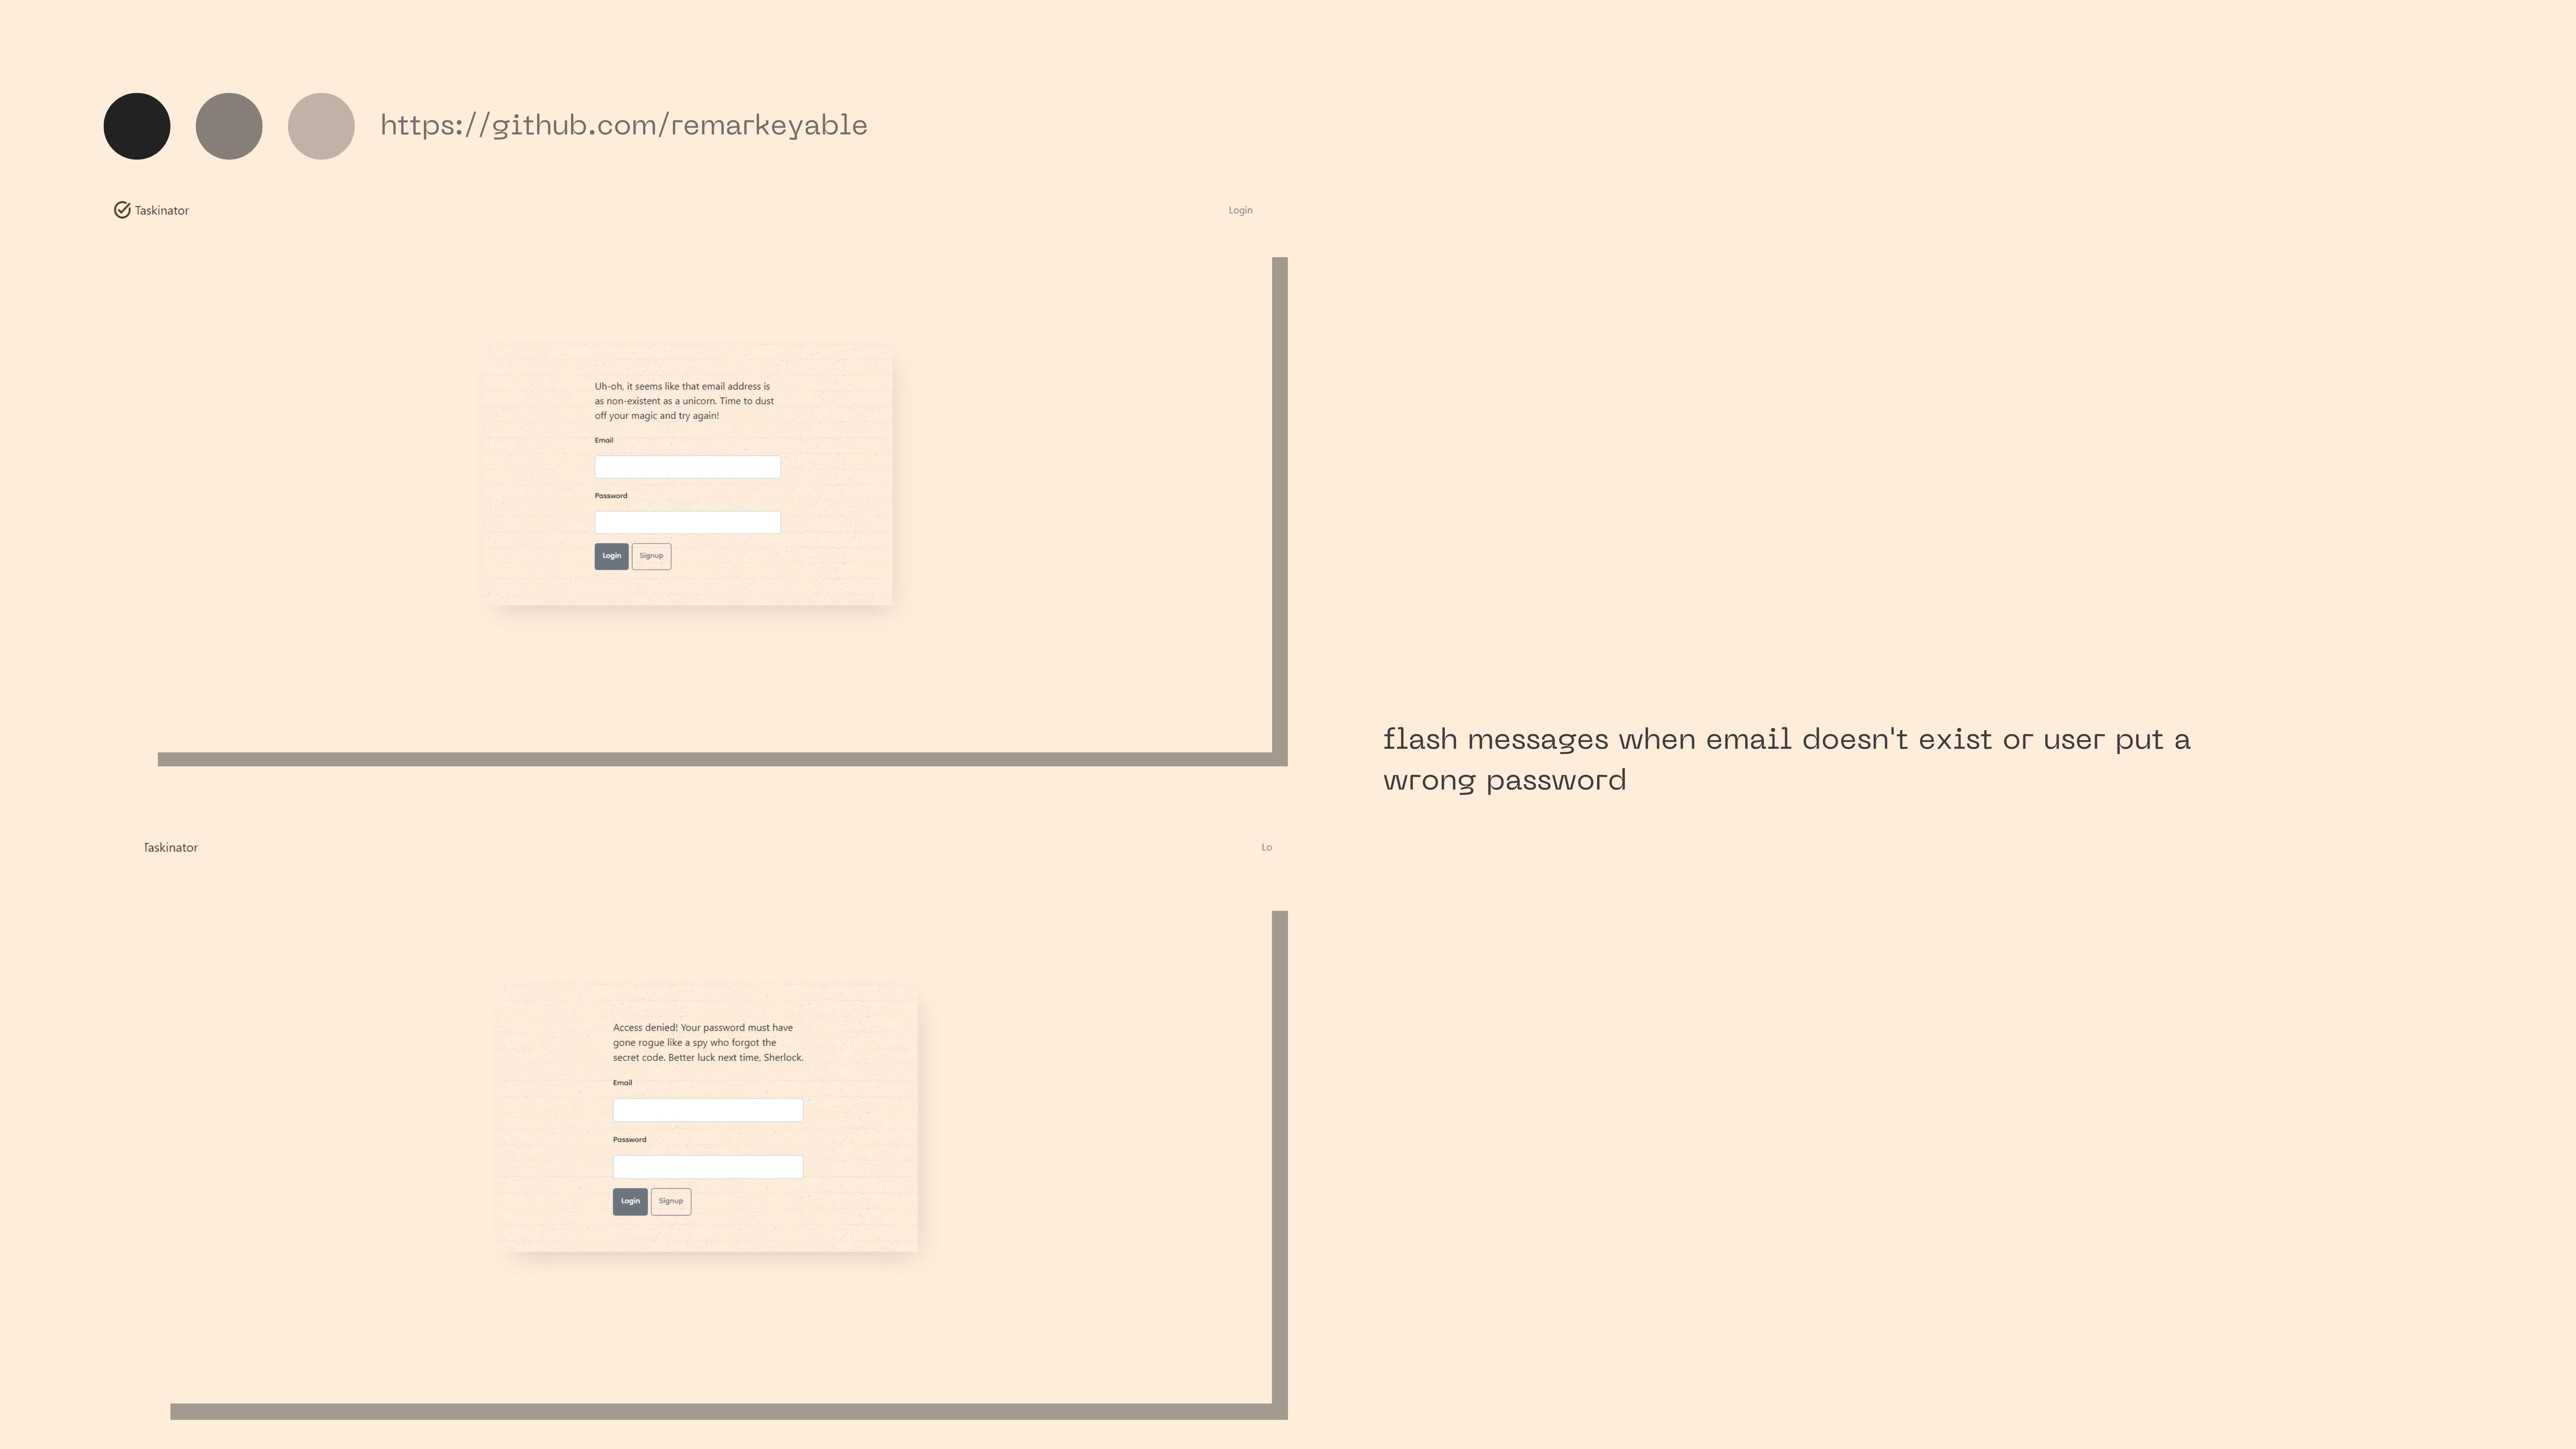 https://github.com/remarkeyable
Taskinator
Login
Uh-oh, it seems like that email address is
as non-existent as a unicorn. Time to dust
off your magic and try again!
Email
Password
Login
Signup
flash messages when email doesn't exist or user put a
wrong password
Taskinator
Lo
Access denied! Your password must have
gone rogue like a spy who forgot the
secret code. Better luck next time, Sherlock.
Email
Password
Login
Signup